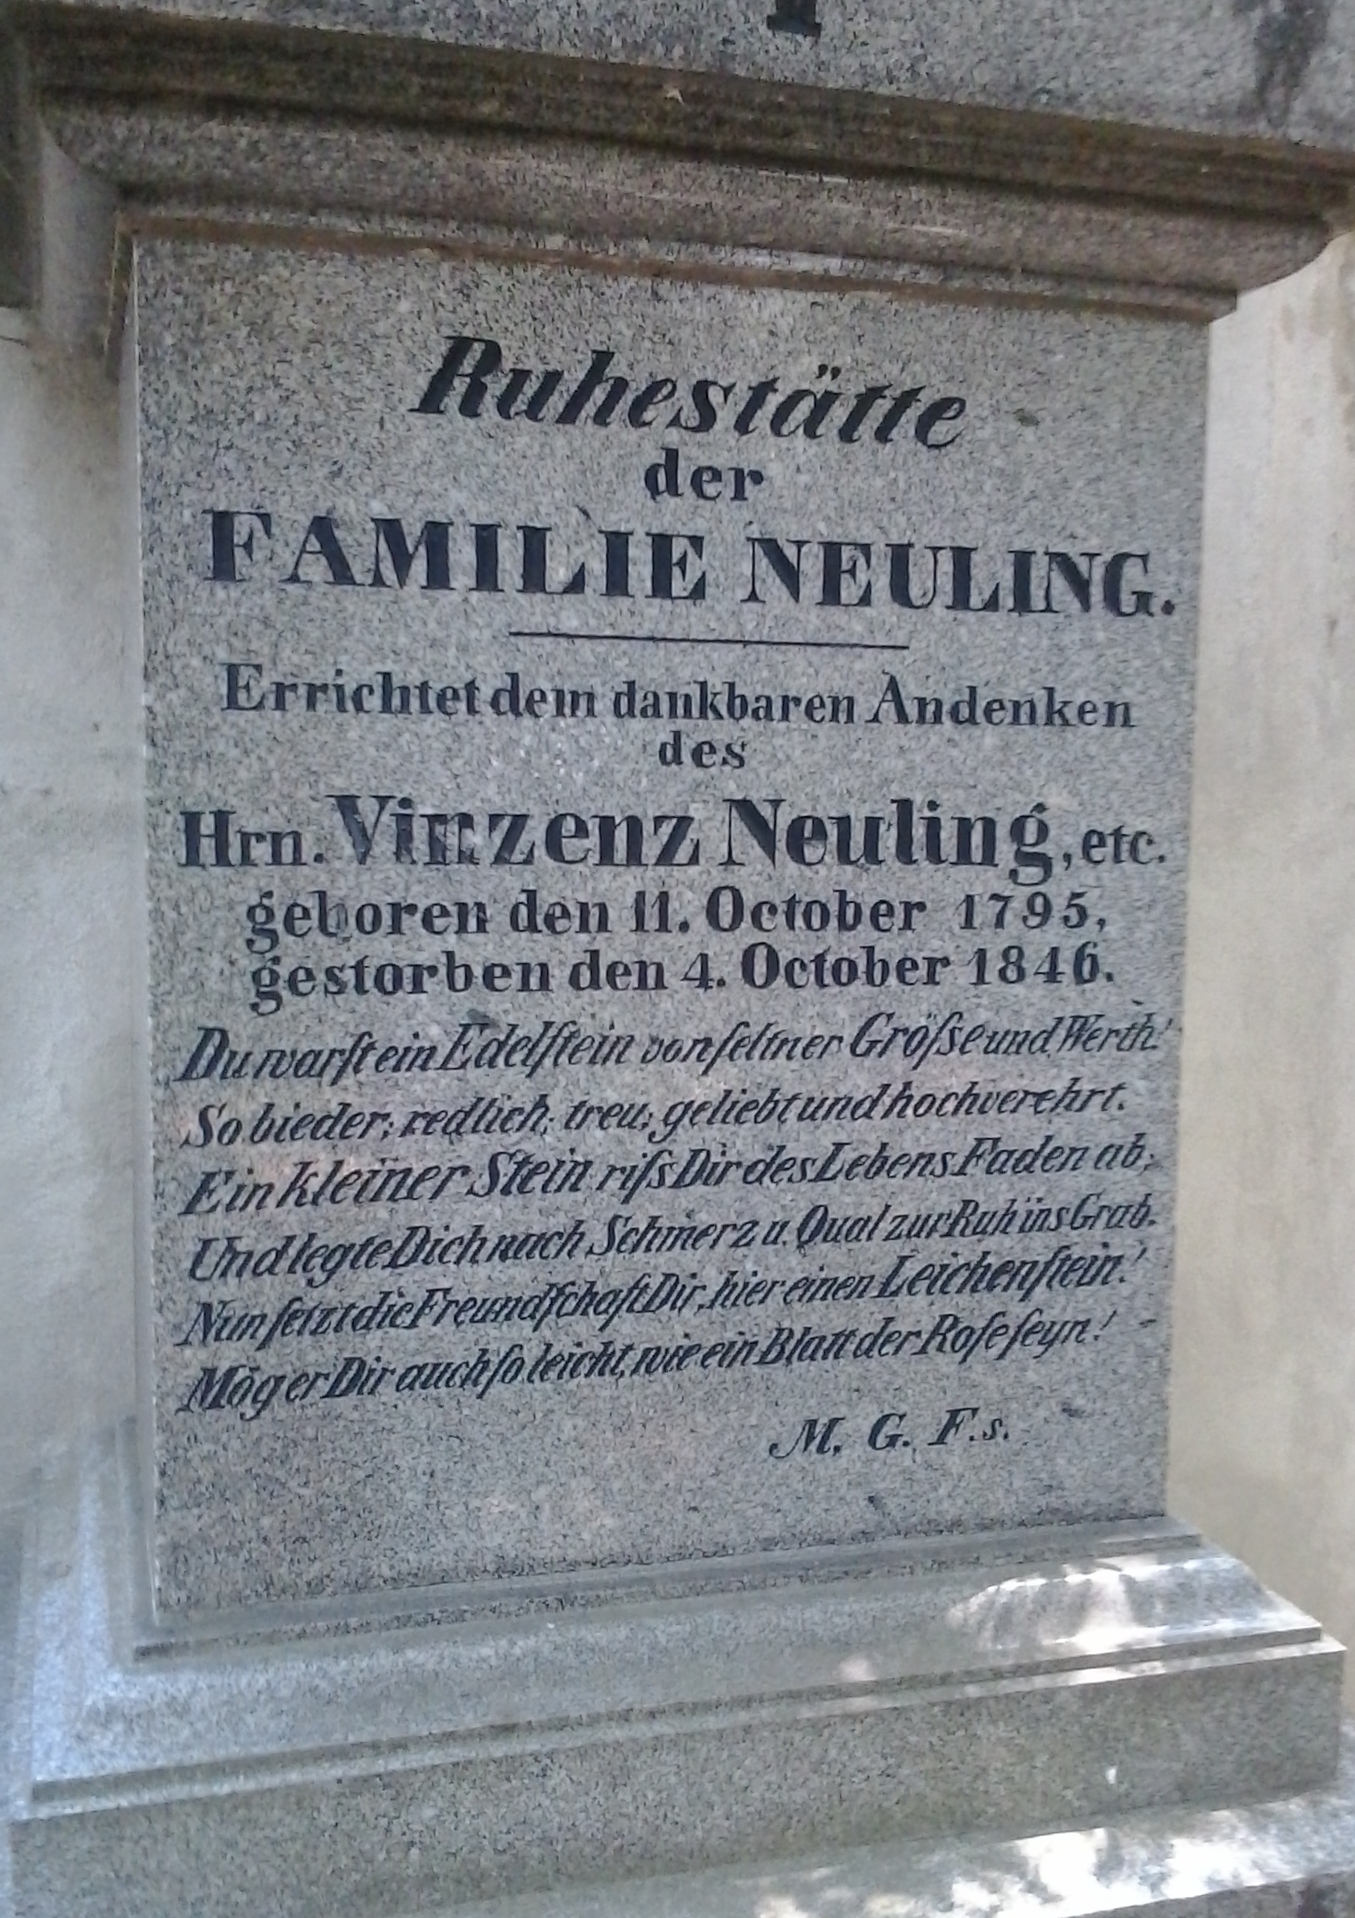 Ruhestätte
der
FAMILIE NEULING.
Errichtet dem dankbaren Andenken
des
Hrn. Vinzenz Neuling, etc.
geboren den 11. October 1795,
gestorben den 4. October 1846.
Du warſt ein Edelſtein von ſeltner Gröſse und Werth!
So bieder, redlich, treu, geliebt und hochverehrt.
Ein kleiner Stein riſs Dir des Lebens Faden ab,
Und legte Dich nach Schmerz u. Qual zur Ruh' ins Grab.
Nun ſetzt die Freundſchaft Dir, hier einen Leichenſtein!
Mög er Dir auch ſo leicht, wie ein Blatt der Roſe ſeyn!
M. G. F.s.